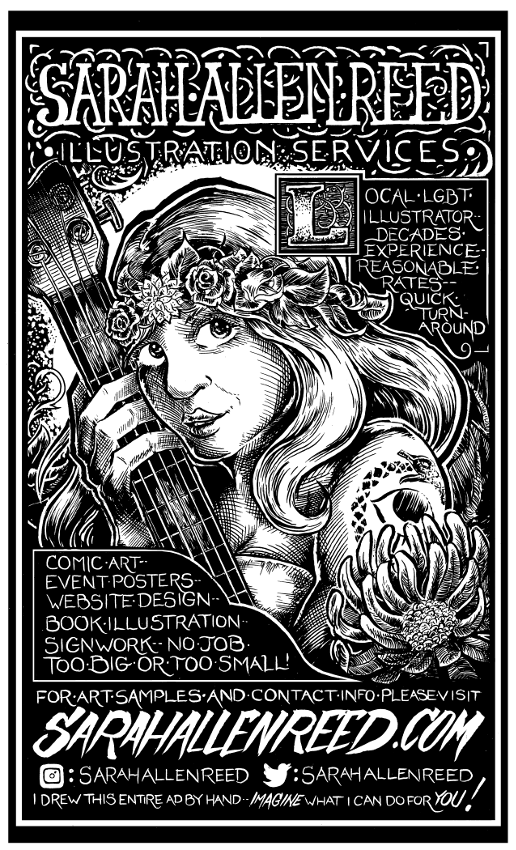 SARAH·ALLEN·REED
·ILLUSTRATION·SERVICES·
LOCAL·LGBT·
ILLUSTRATOR--
DECADES·
EXPERIENCE--
REASONABLE·
RATES--
QUICK·
TURN-
AROUND
COMIC·ART--
EVENT·POSTERS--
WEBSITE·DESIGN--
BOOK·ILLUSTRATION--
SIGNWORK--NO·JOB·
TOO·BIG·OR·TOO·SMALL!
FOR·ART·SAMPLES·AND·CONTACT·INFO·PLEASE·VISIT
SARAHALLENREED.COM
: SARAHALLENREED : SARAHALLENREED
I DREW THIS ENTIRE AD BY HAND--IMAGINE WHAT I CAN DO FOR YOU!